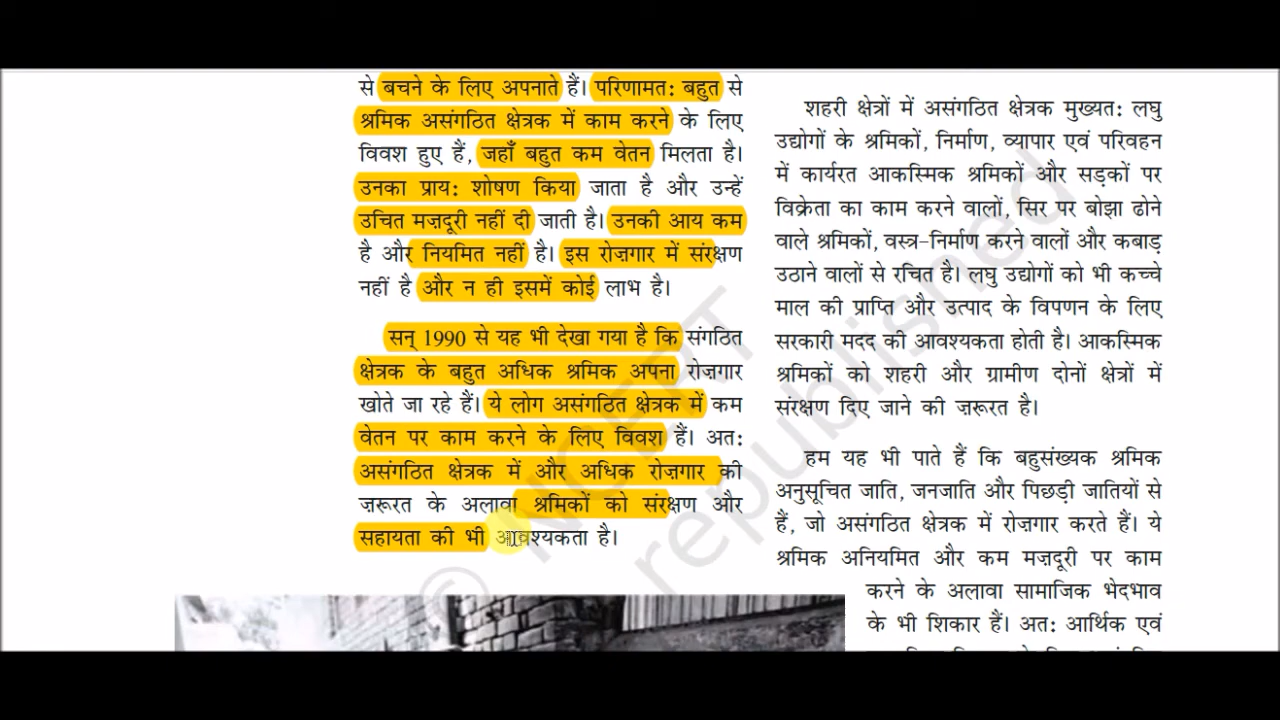 से बचने के लिए अपनाते हैं। परिणामत: बहुत से
श्रमिक असंगठित क्षेत्रक में काम करने के लिए
विवश हुए हैं, जहाँ बहुत कम वेतन मिलता है।
उनका प्राय: शोषण किया जाता है और उन्हें
उचित मज़दूरी नहीं दी जाती है। उनकी आय कम
है और नियमित नहीं है। इस रोज़गार में संरक्षण
नहीं है और न ही इसमें कोई लाभ है।
सन् 1990 से यह भी देखा गया है कि संगठित
क्षेत्रक के बहुत अधिक श्रमिक अपना रोज़गार
खोते जा रहे हैं। ये लोग असंगठित क्षेत्रक में कम
वेतन पर काम करने के लिए विवश हैं। अत:
असंगठित क्षेत्रक में और अधिक रोज़गार की
ज़रूरत के अलावा श्रमिकों को संरक्षण और
सहायता की भी आवश्यकता है।
शहरी क्षेत्रों में असंगठित क्षेत्रक मुख्यत: लघु
उद्योगों के श्रमिकों, निर्माण, व्यापार एवं परिवहन
में कार्यरत आकस्मिक श्रमिकों और सड़कों पर
विक्रेता का काम करने वालों, सिर पर बोझा ढोने
वाले श्रमिकों, वस्त्र-निर्माण करने वालों और कबाड़
उठाने वालों से रचित है। लघु उद्योगों को भी कच्चे
माल की प्राप्ति और उत्पाद के विपणन के लिए
सरकारी मदद की आवश्यकता होती है। आकस्मिक
श्रमिकों को शहरी और ग्रामीण दोनों क्षेत्रों में
संरक्षण दिए जाने की ज़रूरत है।
हम यह भी पाते हैं कि बहुसंख्यक श्रमिक
अनुसूचित जाति, जनजाति और पिछड़ी जातियों से
हैं, जो असंगठित क्षेत्रक में रोज़गार करते हैं। ये
श्रमिक अनियमित और कम मज़दूरी पर काम
करने के अलावा सामाजिक भेदभाव
के भी शिकार हैं। अत: आर्थिक एवं
© NCERT
republished